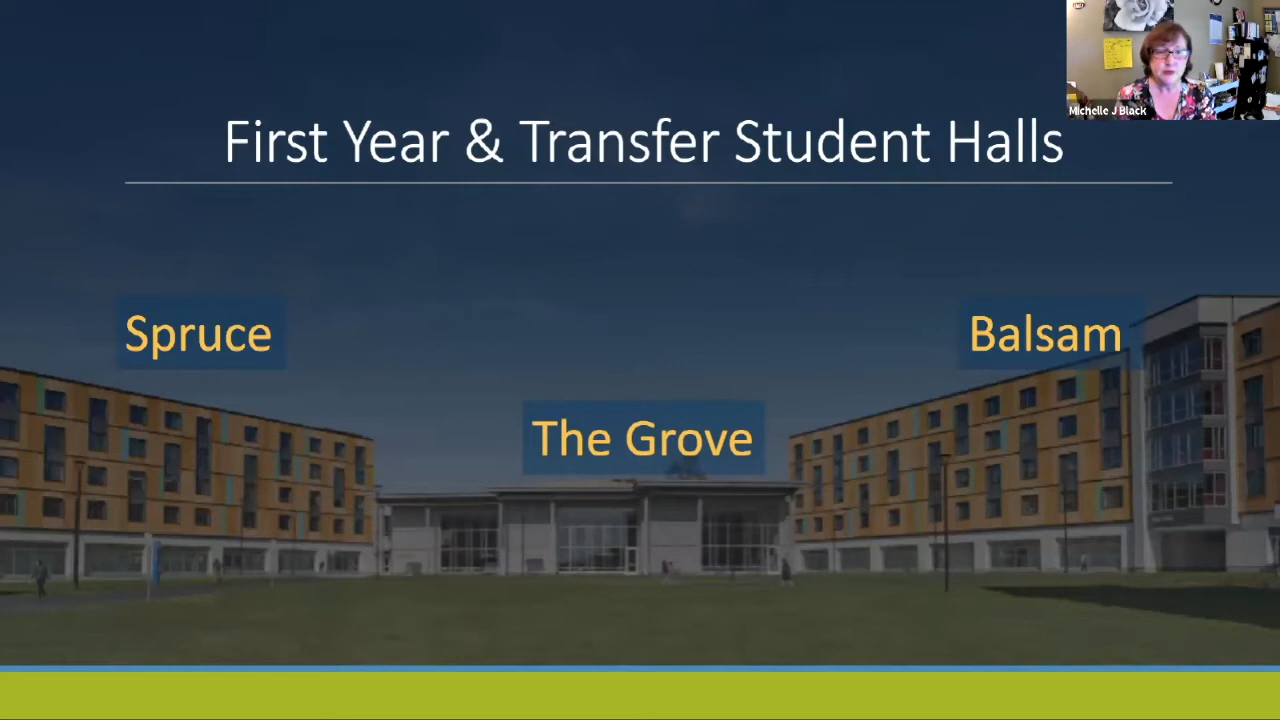 Michelle J Black
First Year & Transfer Student Halls
Spruce
Balsam
The Grove